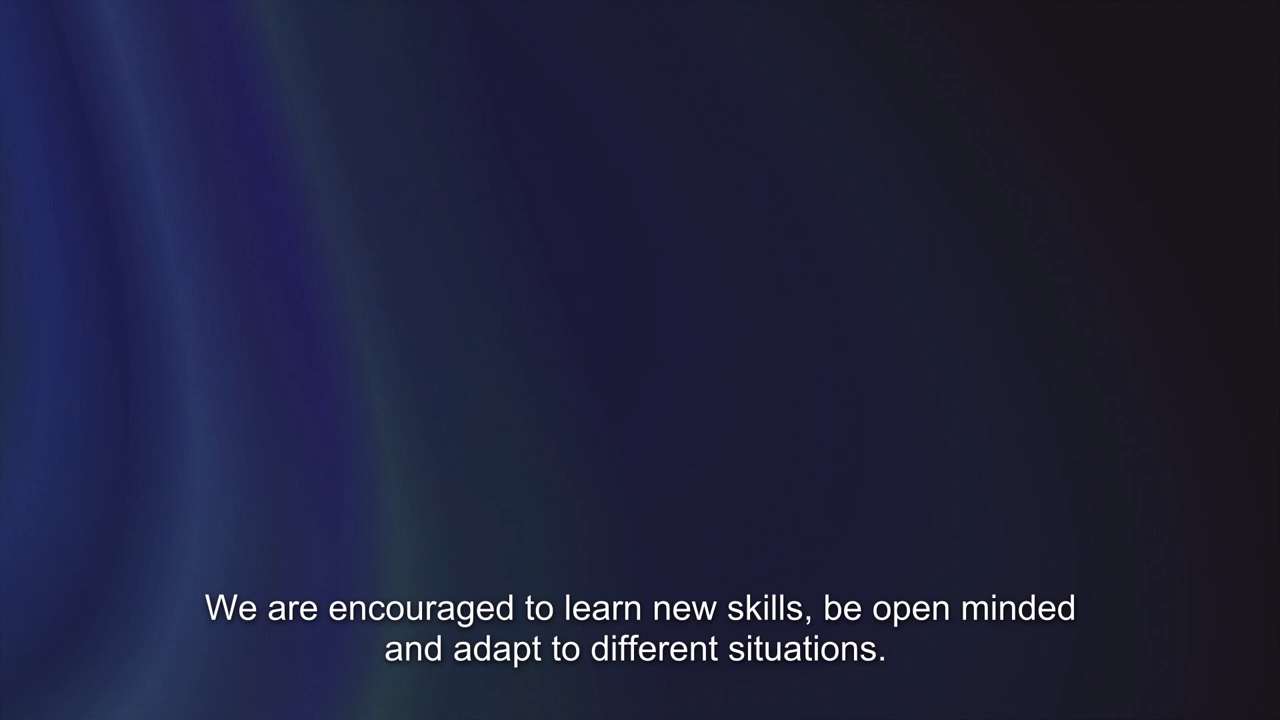 We are encouraged to learn new skills, be open minded
and adapt to different situations.